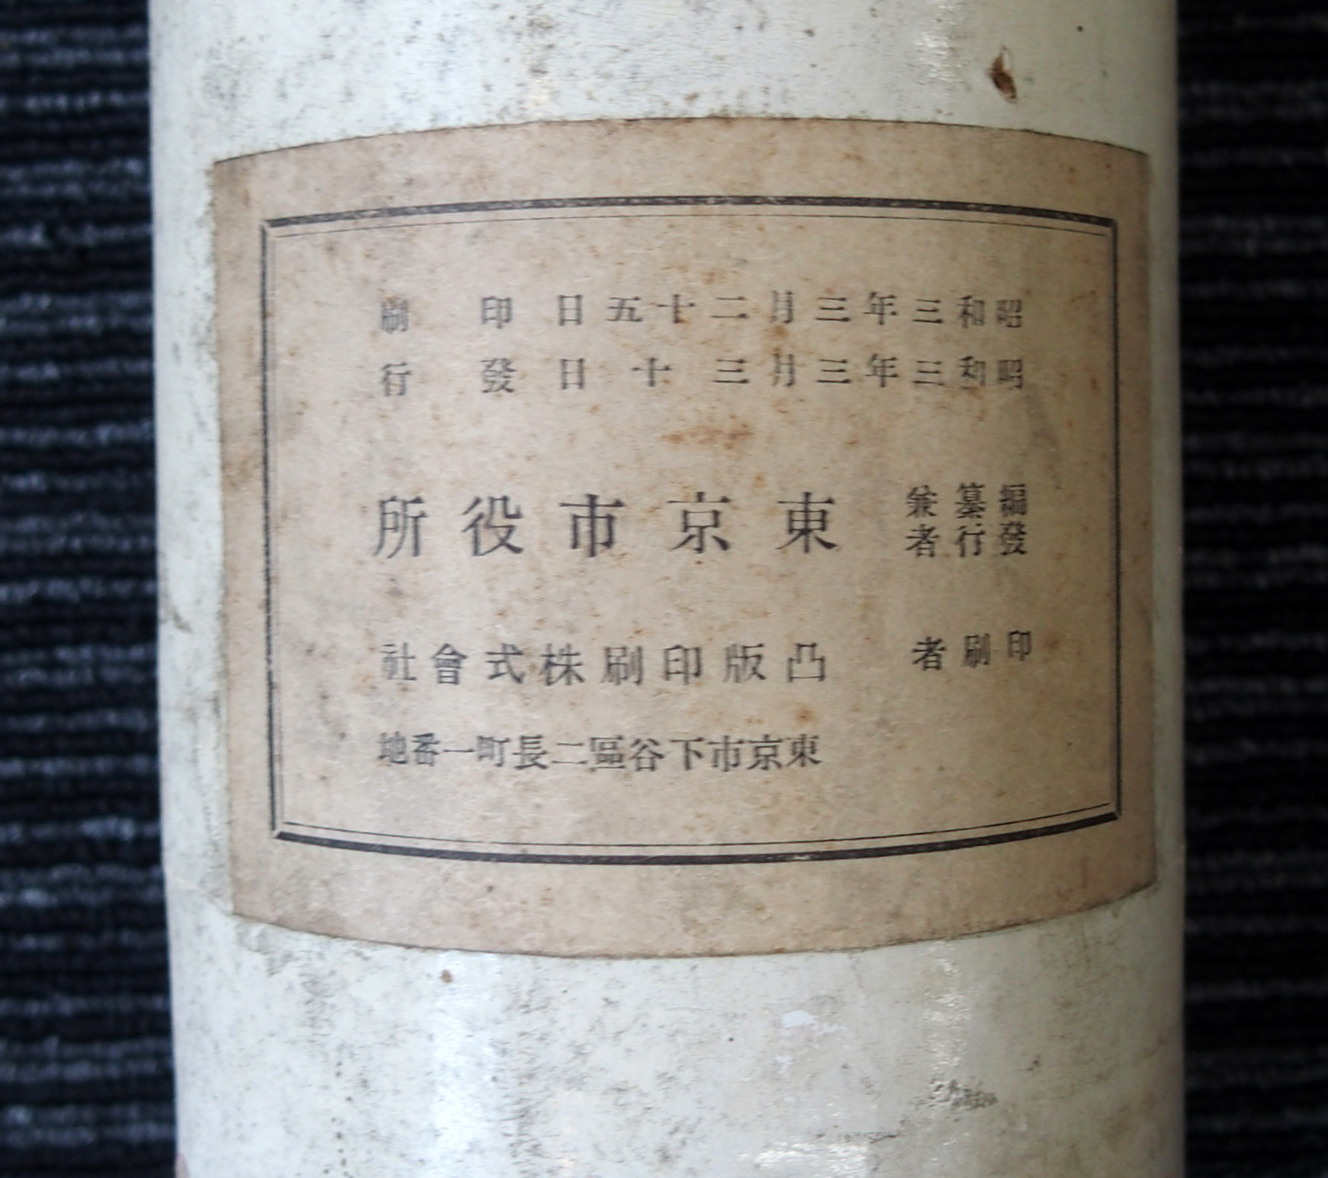 昭和三年三月二十五日印刷
昭和三年三月三十日發行
編纂兼
發行者
東京市役所
印刷者
凸版印刷株式會社
東京市下谷區二長町一番地